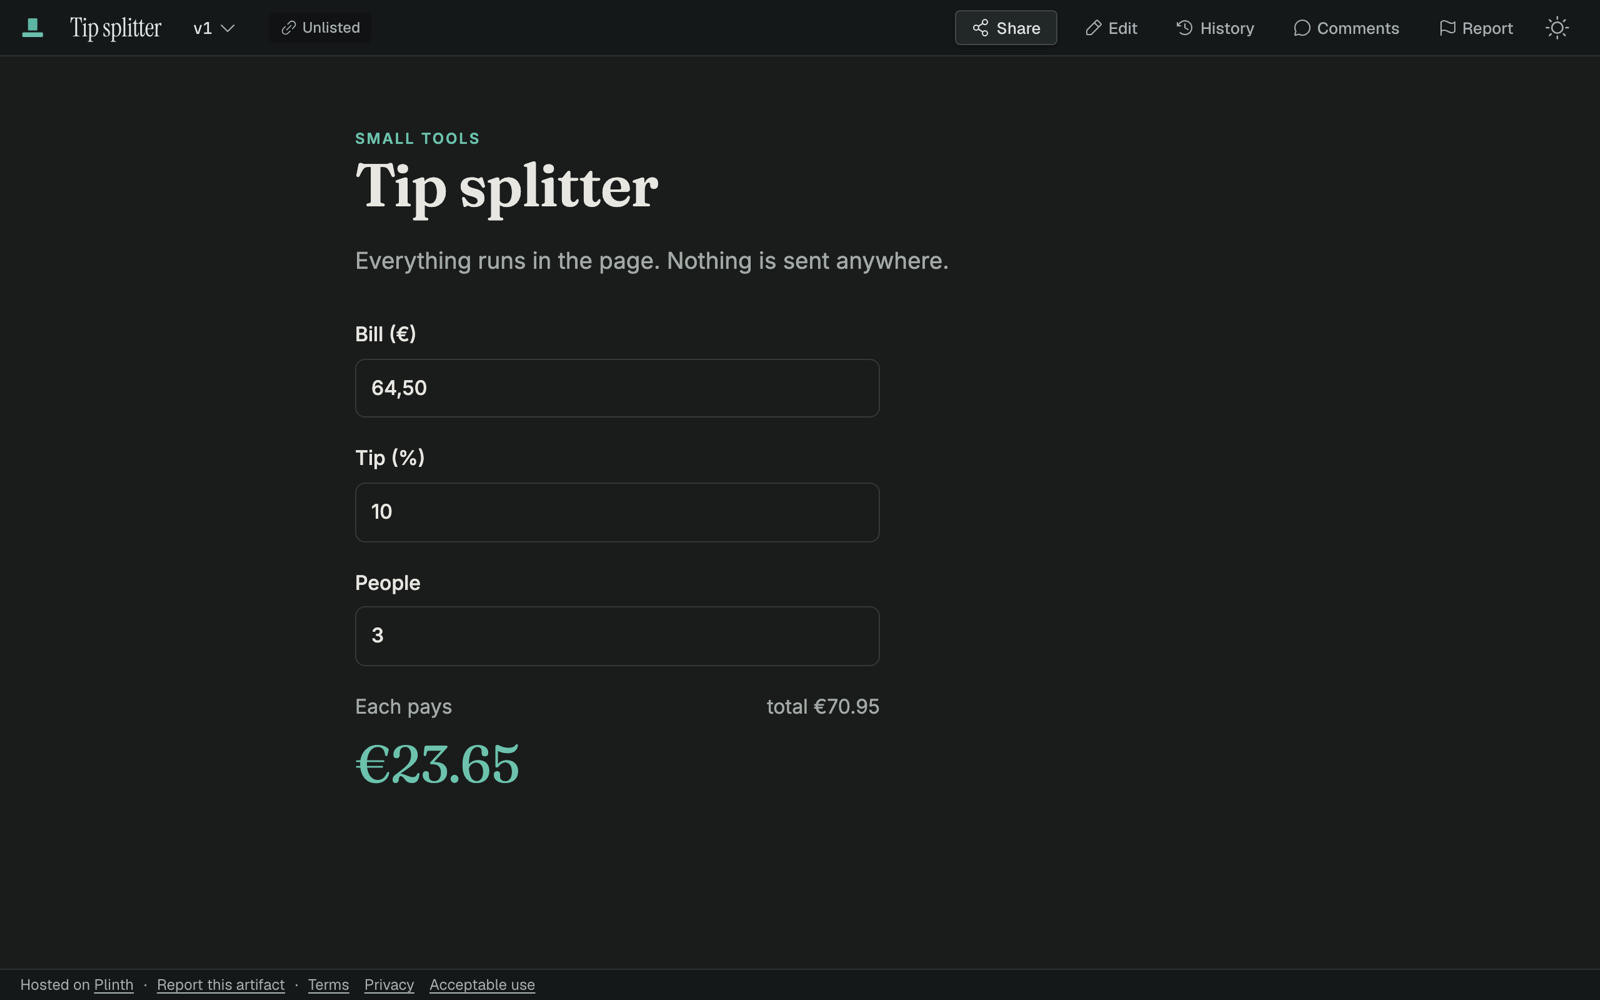 Tip splitter v1 Unlisted Share Edit History Comments Report
SMALL TOOLS
Tip splitter
Everything runs in the page. Nothing is sent anywhere.
Bill (€)
64,50
Tip (%)
10
People
3
Each pays total €70.95
€23.65
Hosted on Plinth · Report this artifact · Terms Privacy Acceptable use